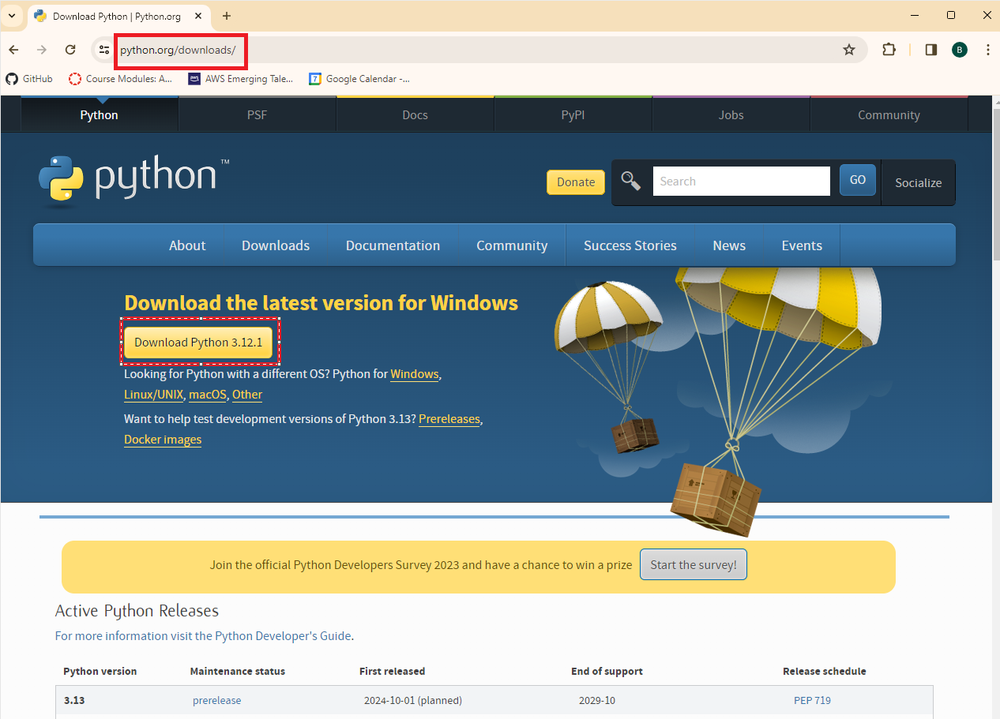 Download Python | Python.org
python.org/downloads/
B
GitHub
Course Modules: A...
aws
AWS Emerging Tale...
7
Google Calendar -...
Python
PSF
Docs
PyPI
Jobs
Community
python™
Donate
Search
GO
Socialize
About
Downloads
Documentation
Community
Success Stories
News
Events
Download the latest version for Windows
Download Python 3.12.1
Looking for Python with a different OS? Python for Windows,
Linux/UNIX, macOS, Other
Want to help test development versions of Python 3.13? Prereleases,
Docker images
Join the official Python Developers Survey 2023 and have a chance to win a prize
Start the survey!
Active Python Releases
For more information visit the Python Developer's Guide.
Python version
Maintenance status
First released
End of support
Release schedule
3.13
prerelease
2024-10-01 (planned)
2029-10
PEP 719